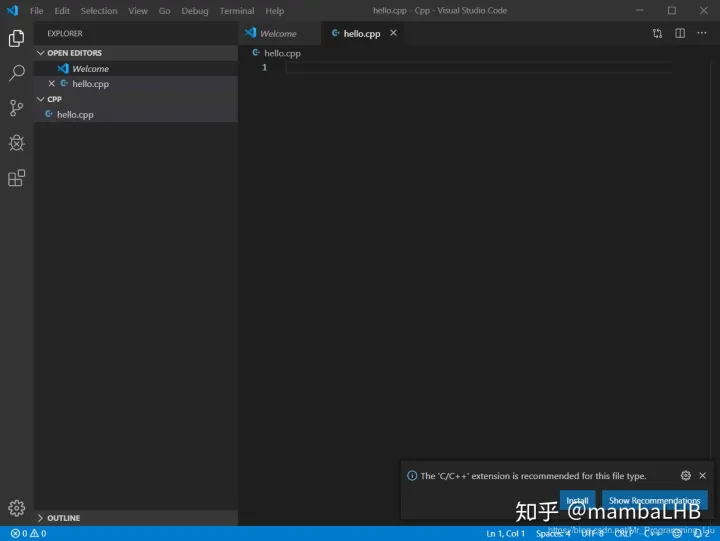 File Edit Selection View Go Debug Terminal Help hello.cpp - Cpp - Visual Studio Code
EXPLORER
OPEN EDITORS
Welcome
hello.cpp
CPP
hello.cpp
OUTLINE
Welcome hello.cpp
hello.cpp
1
The 'C/C++' extension is recommended for this file type.
Install Show Recommendations
知乎 @mambaLHB
https://blog.csdn.net/Mr_Programming_Liu
0 0 Ln 1, Col 1 Spaces: 4 UTF-8 CRLF C++ 2